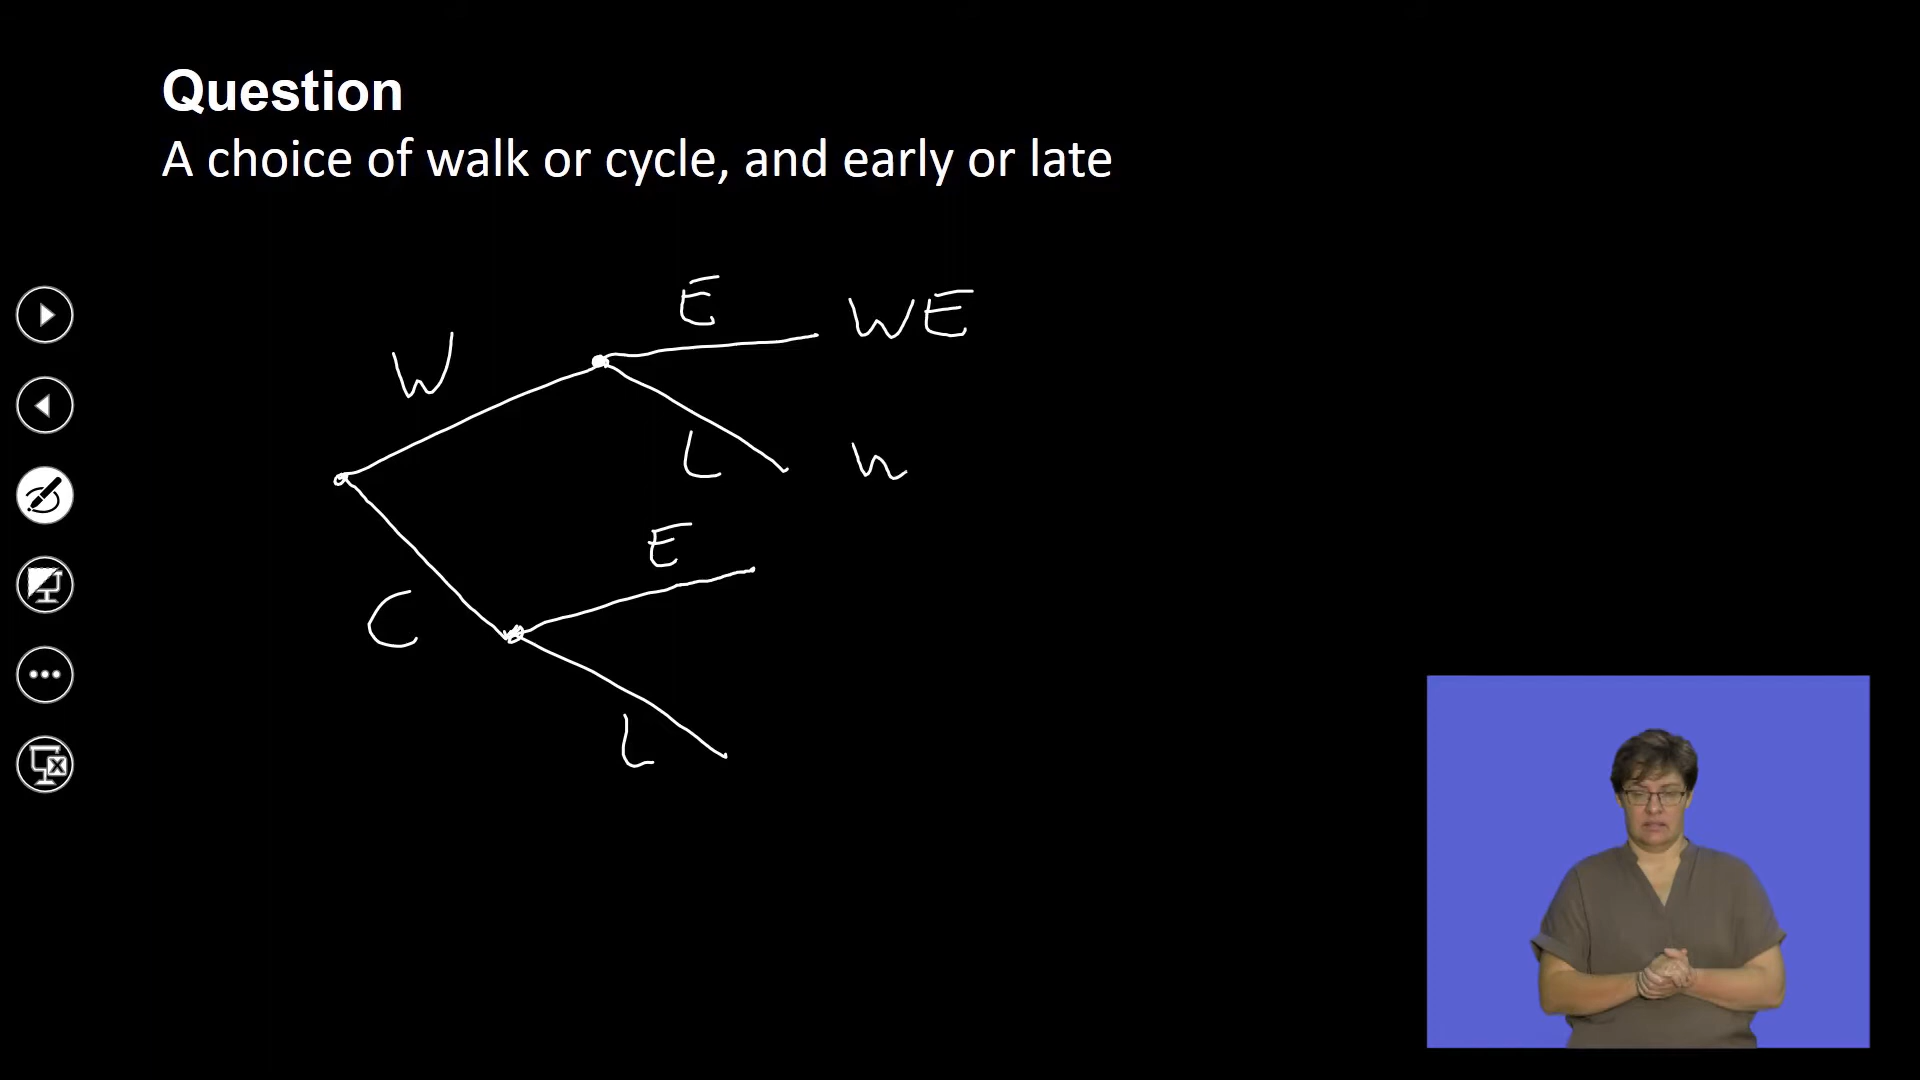 Question
A choice of walk or cycle, and early or late
E
WE
W
L
E
C
L